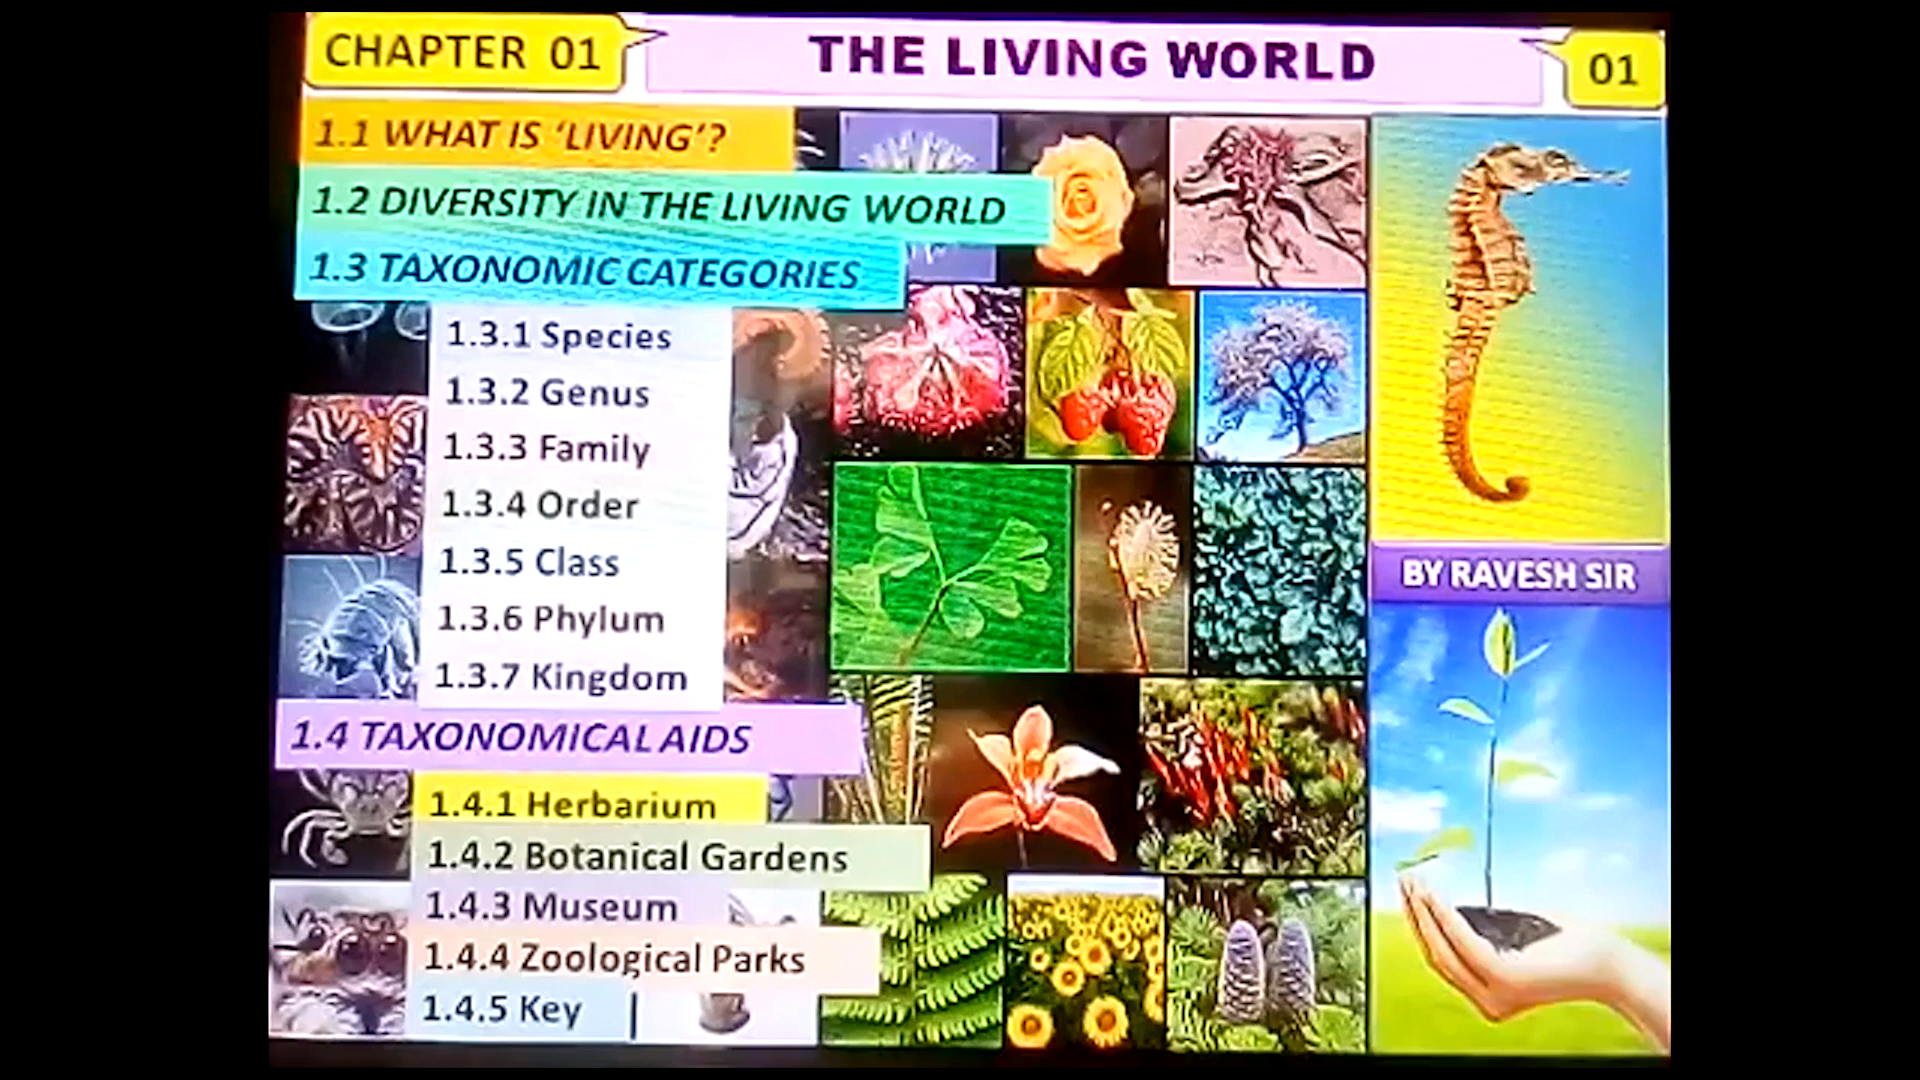 CHAPTER 01
THE LIVING WORLD
01
1.1 WHAT IS ‘LIVING’?
1.2 DIVERSITY IN THE LIVING WORLD
1.3 TAXONOMIC CATEGORIES
1.3.1 Species
1.3.2 Genus
1.3.3 Family
1.3.4 Order
1.3.5 Class
1.3.6 Phylum
1.3.7 Kingdom
1.4 TAXONOMICAL AIDS
1.4.1 Herbarium
1.4.2 Botanical Gardens
1.4.3 Museum
1.4.4 Zoological Parks
1.4.5 Key
BY RAVESH SIR